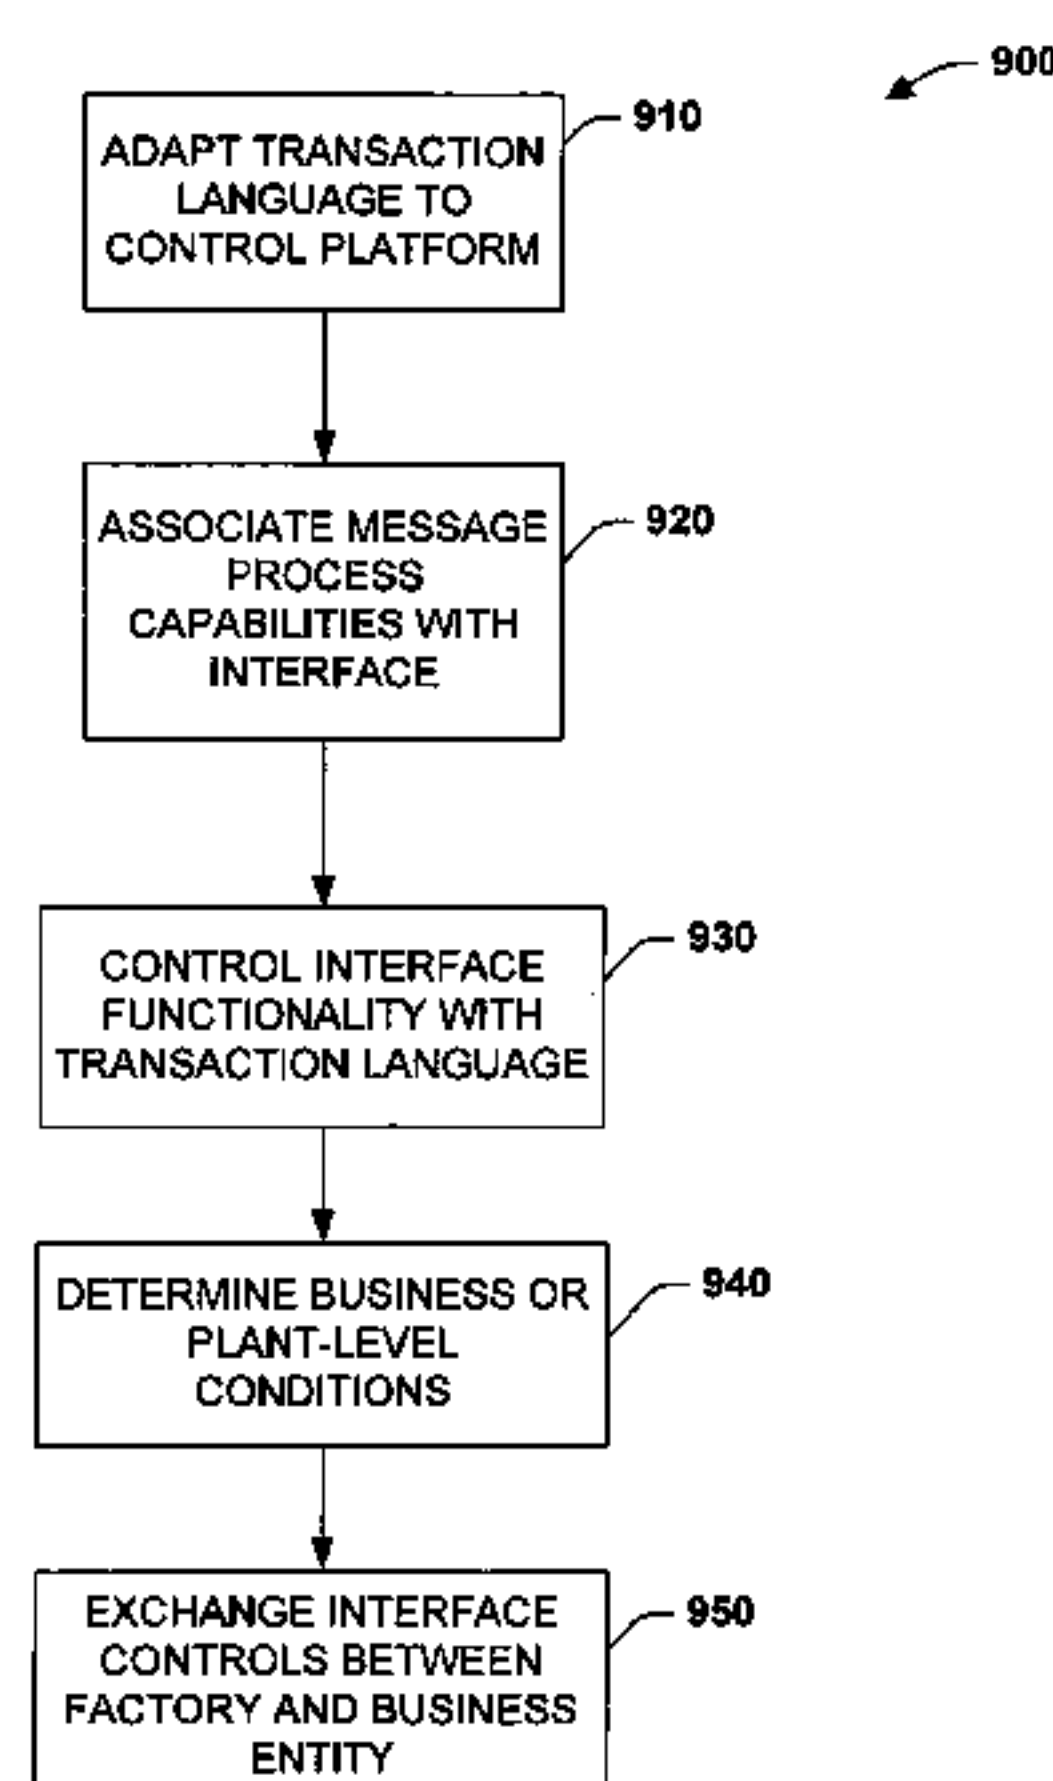 900
910
ADAPT TRANSACTION
LANGUAGE TO
CONTROL PLATFORM
920
ASSOCIATE MESSAGE
PROCESS
CAPABILITIES WITH
INTERFACE
930
CONTROL INTERFACE
FUNCTIONALITY WITH
TRANSACTION LANGUAGE
940
DETERMINE BUSINESS OR
PLANT-LEVEL
CONDITIONS
950
EXCHANGE INTERFACE
CONTROLS BETWEEN
FACTORY AND BUSINESS
ENTITY